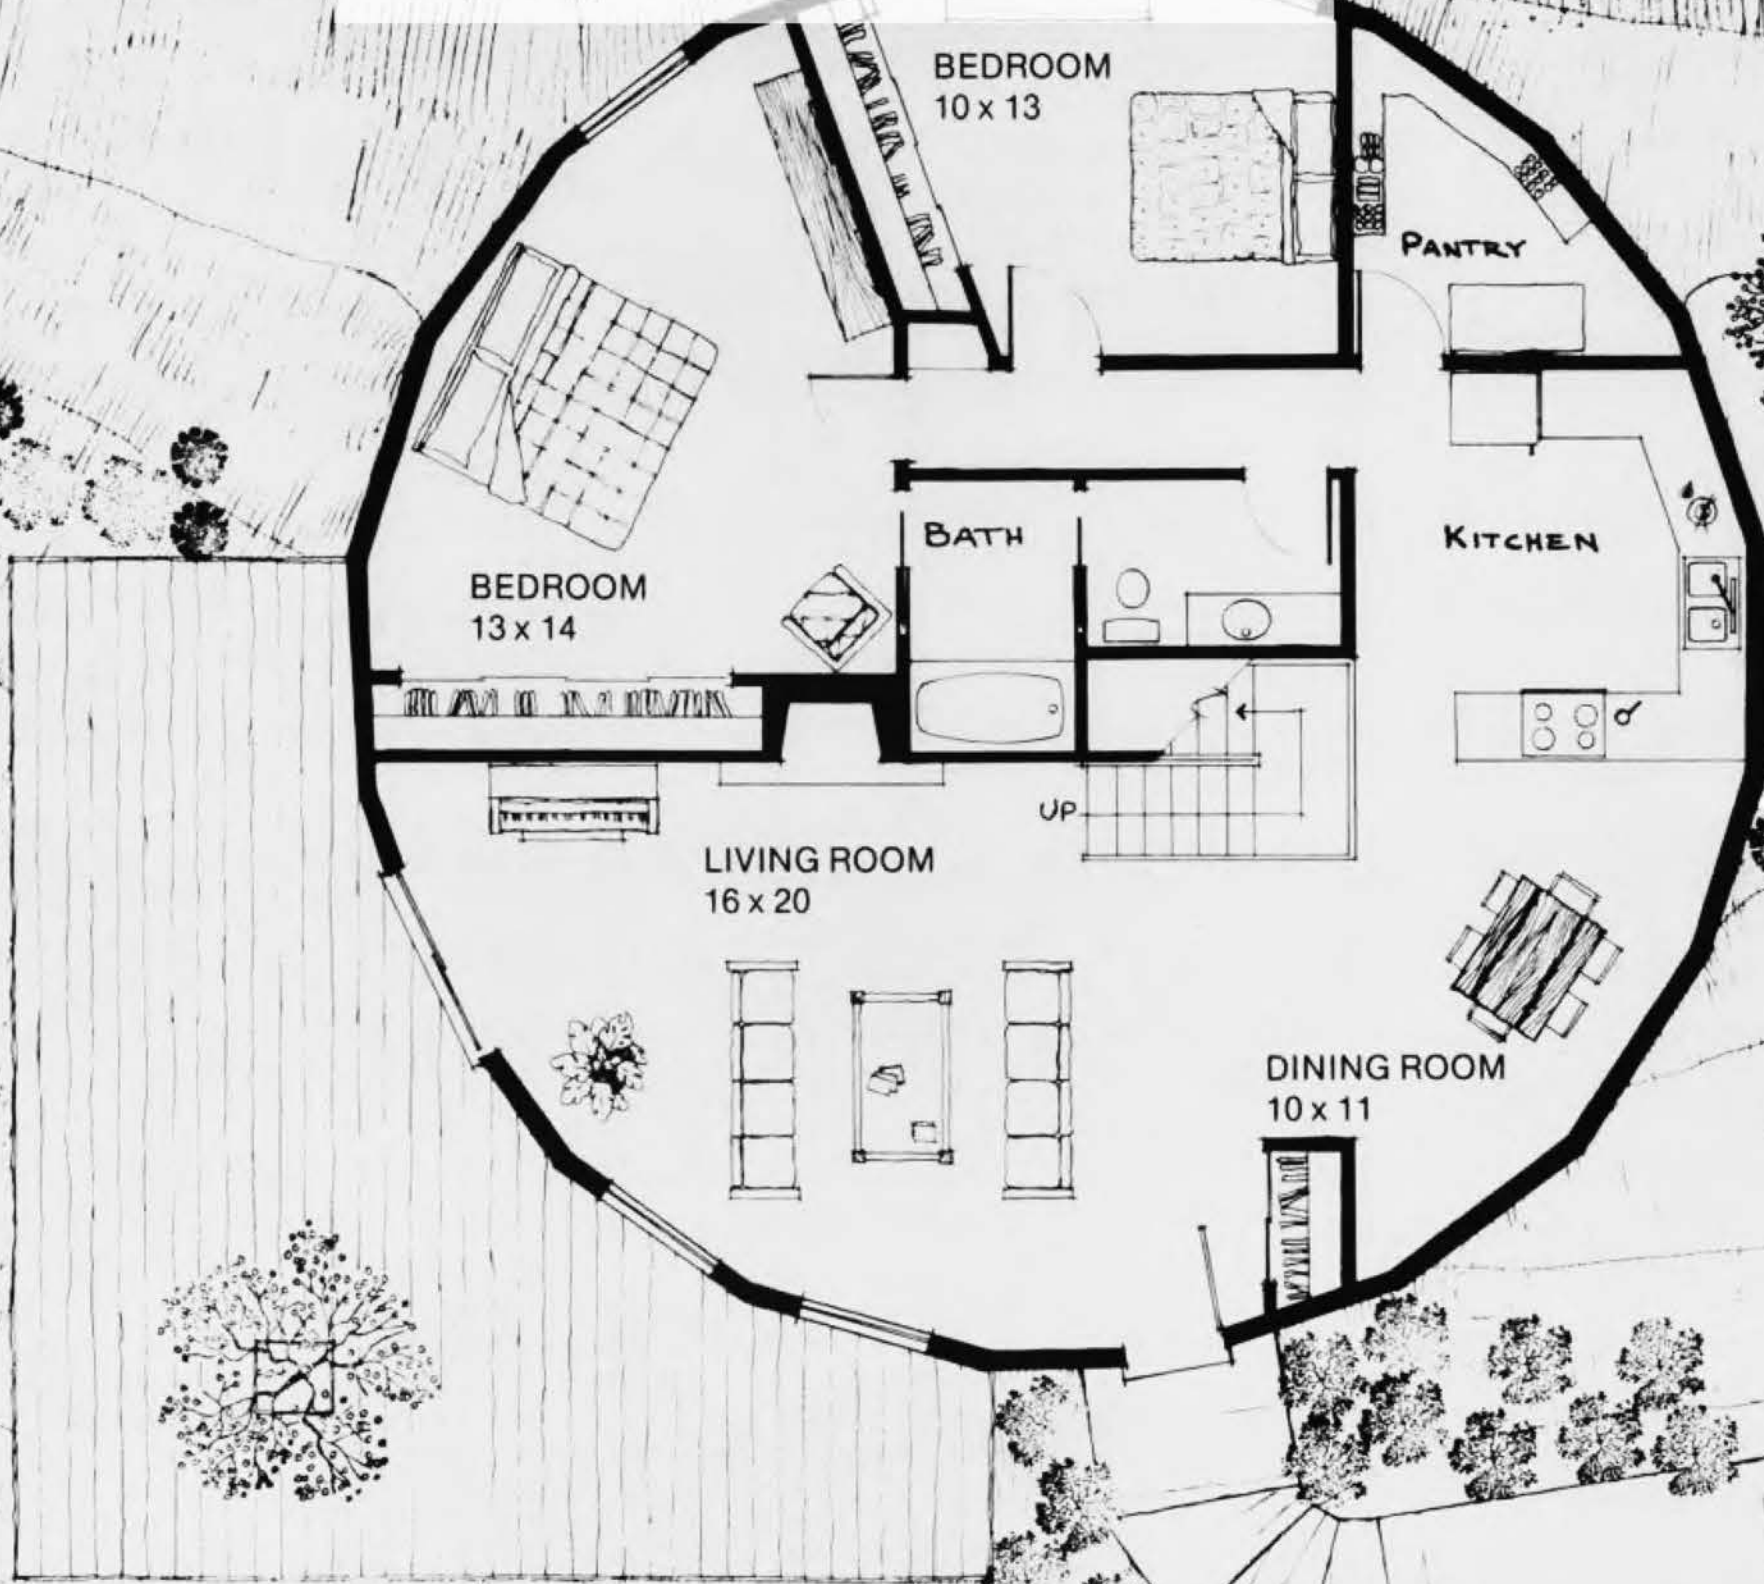 BEDROOM
10 x 13
PANTRY
BATH
KITCHEN
BEDROOM
13 x 14
UP
LIVING ROOM
16 x 20
DINING ROOM
10 x 11